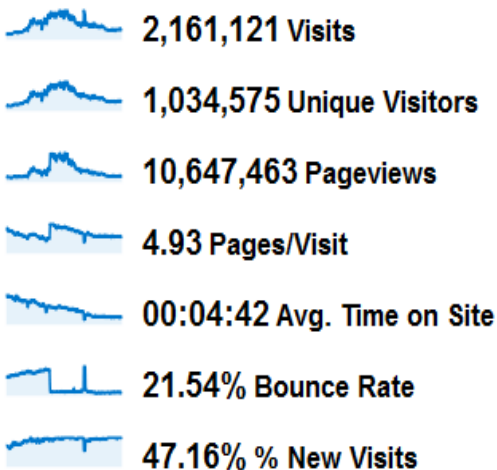 2,161,121 Visits
1,034,575 Unique Visitors
10,647,463 Pageviews
4.93 Pages/Visit
00:04:42 Avg. Time on Site
21.54% Bounce Rate
47.16% % New Visits